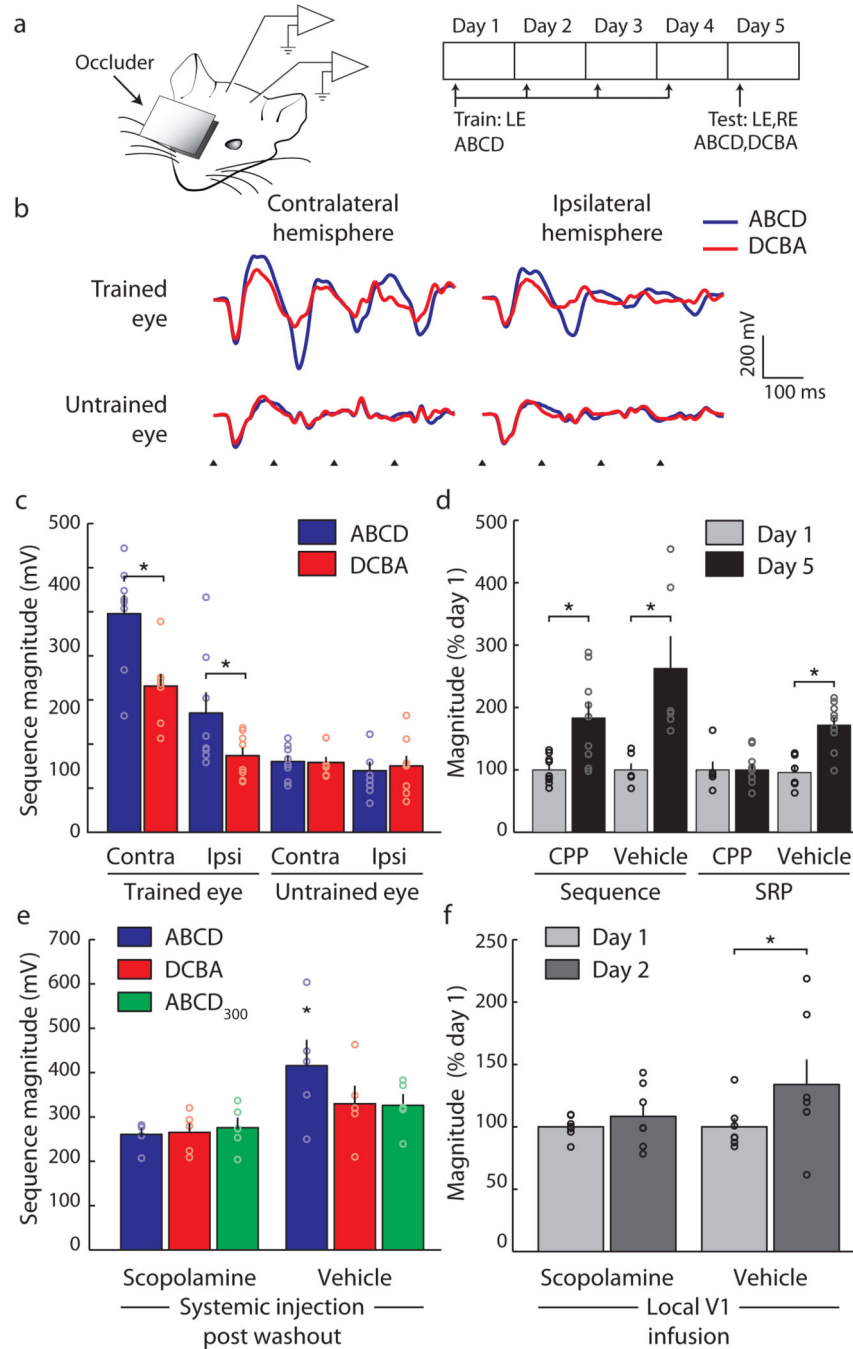 a
Occluder
Day 1 Day 2 Day 3 Day 4 Day 5
Train: LE
ABCD
Test: LE,RE
ABCD,DCBA
b
Contralateral
hemisphere
Ipsilateral
hemisphere
ABCD
DCBA
Trained
eye
Untrained
eye
200 mV
100 ms
c
Sequence magnitude (mV)
500
400
300
200
100
0
ABCD
DCBA
*
*
Contra Ipsi Contra Ipsi
Trained eye Untrained eye
d
Magnitude (% day 1)
500
400
300
200
100
0
Day 1
Day 5
*
*
*
CPP Vehicle CPP Vehicle
Sequence SRP
e
Sequence magnitude (mV)
700
600
500
400
300
200
100
0
ABCD
DCBA
ABCD300
*
Scopolamine Vehicle
Systemic injection
post washout
f
Magnitude (% day 1)
250
200
150
100
50
0
Day 1
Day 2
*
Scopolamine Vehicle
Local V1
infusion